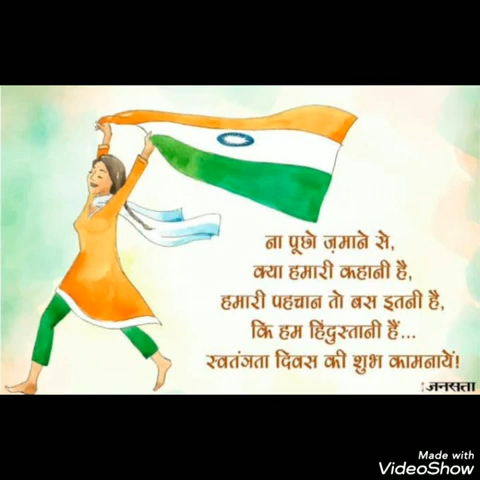 ना पूछो ज़माने से,
क्या हमारी कहानी है,
हमारी पहचान तो बस इतनी है,
कि हम हिंदुस्तानी हैं...
स्वतंत्रता दिवस की शुभ कामनायें!
जनसत्ता
Made with
VideoShow